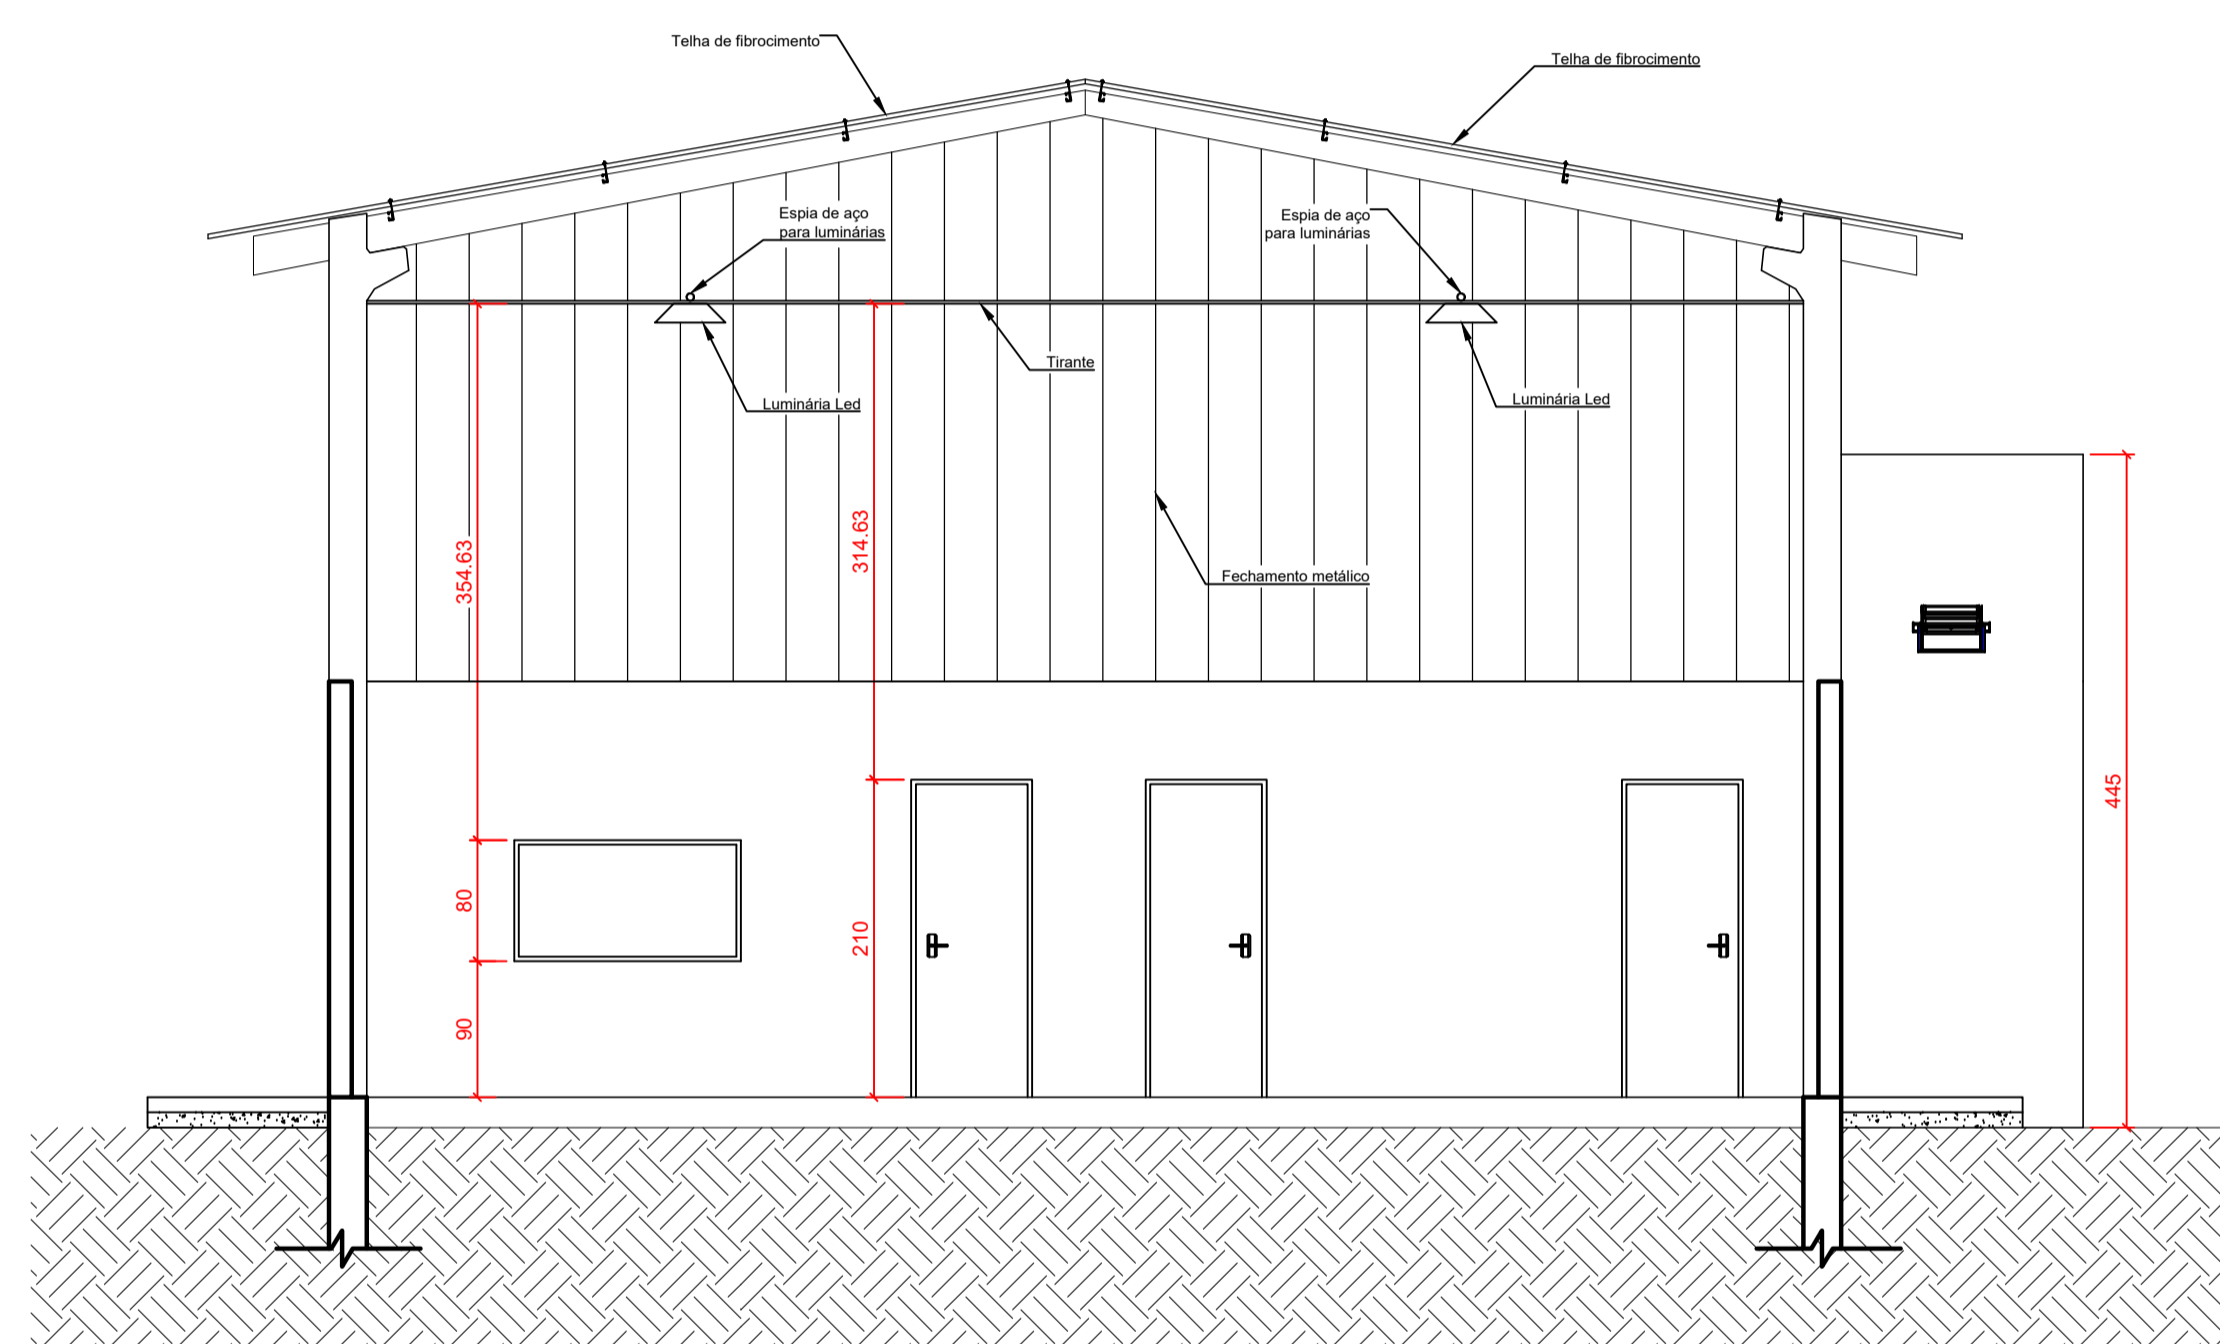 Telha de fibrocimento
Telha de fibrocimento
Espia de aço
para luminárias
Espia de aço
para luminárias
Tirante
Luminária Led
Luminária Led
354.63
314.63
Fechamento metálico
445
80
210
90